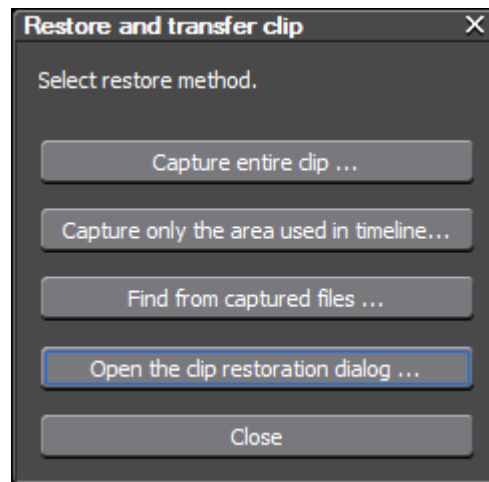 Restore and transfer clip
Select restore method.
Capture entire clip ...
Capture only the area used in timeline...
Find from captured files ...
Open the clip restoration dialog ...
Close